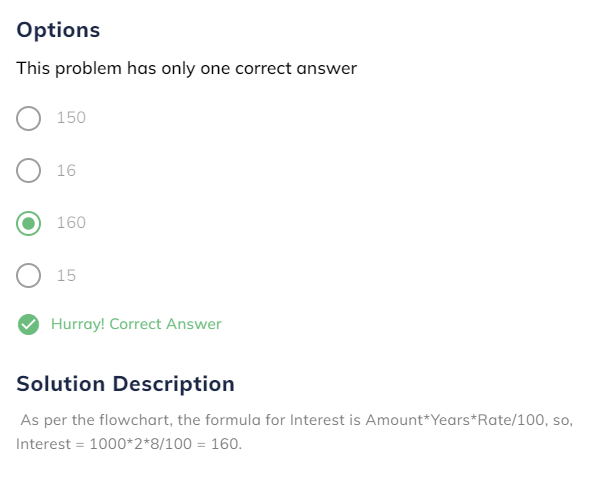 Options
This problem has only one correct answer
150
16
160
15
Hurray! Correct Answer
Solution Description
As per the flowchart, the formula for Interest is Amount*Years*Rate/100, so,
Interest = 1000*2*8/100 = 160.